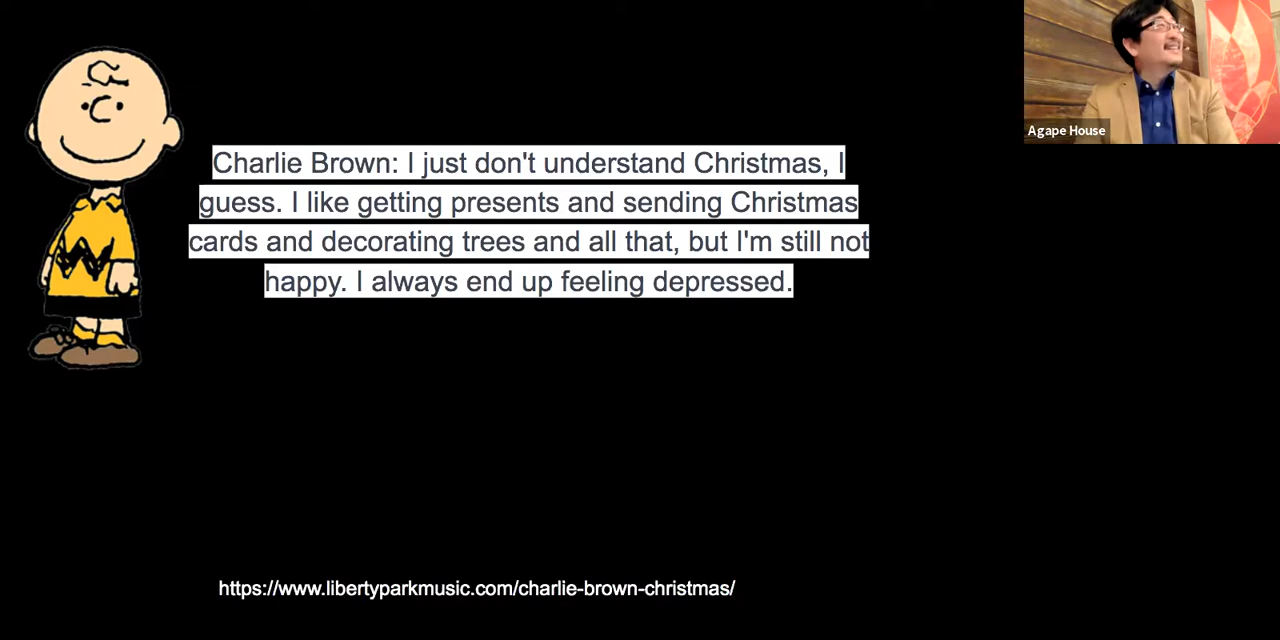 Agape House
Charlie Brown: I just don't understand Christmas, I
guess. I like getting presents and sending Christmas
cards and decorating trees and all that, but I'm still not
happy. I always end up feeling depressed.
https://www.libertyparkmusic.com/charlie-brown-christmas/